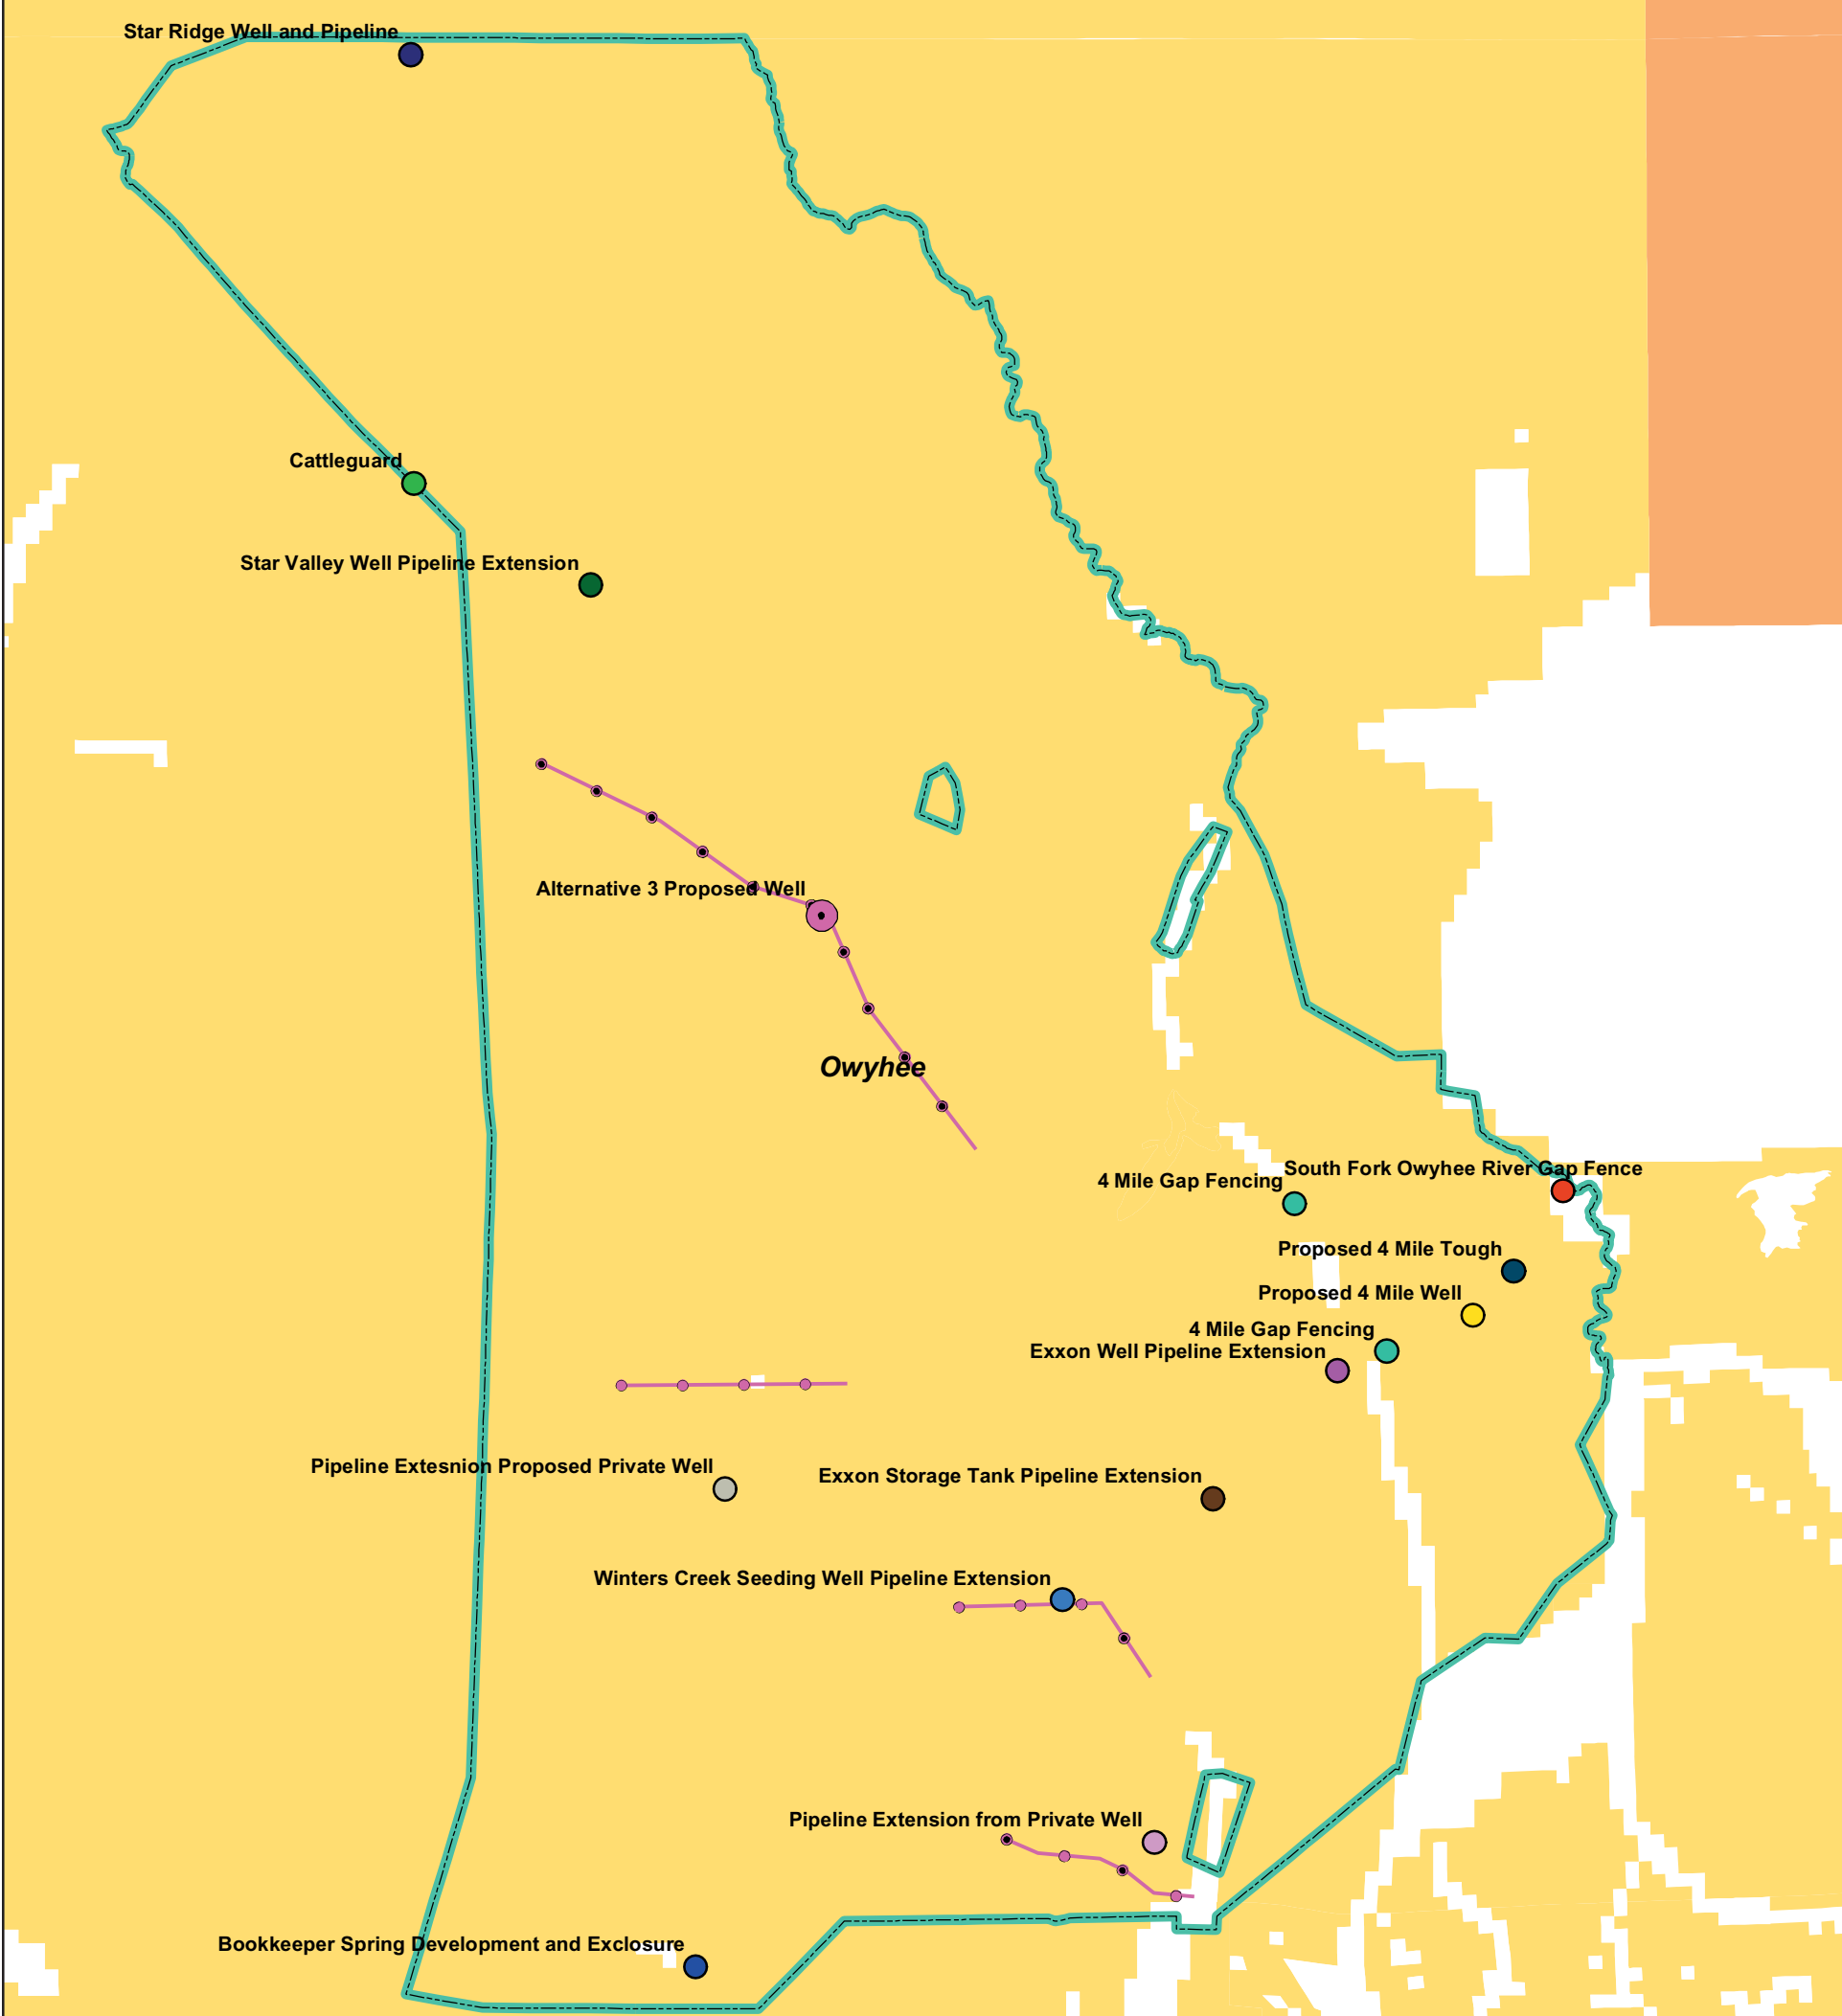 Star Ridge Well and Pipeline
Cattleguard
Star Valley Well Pipeline Extension
Alternative 3 Proposed Well
Owyhee
South Fork Owyhee River Gap Fence
4 Mile Gap Fencing
Proposed 4 Mile Tough
Proposed 4 Mile Well
4 Mile Gap Fencing
Exxon Well Pipeline Extension
Pipeline Extesnion Proposed Private Well
Exxon Storage Tank Pipeline Extension
Winters Creek Seeding Well Pipeline Extension
Pipeline Extension from Private Well
Bookkeeper Spring Development and Exclosure